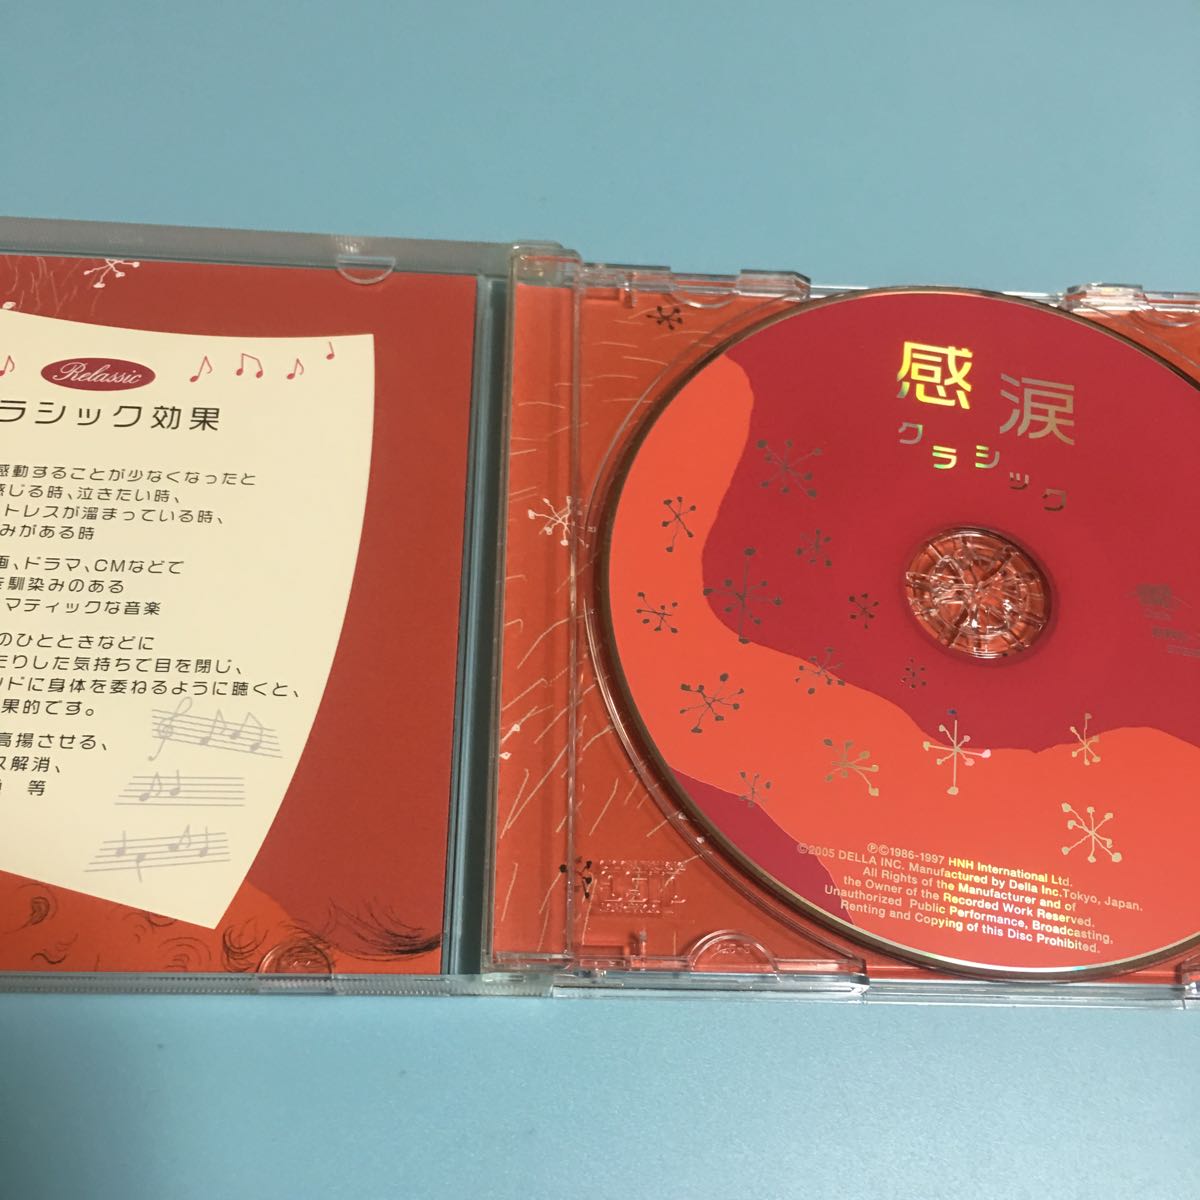 Relassic
ラシック効果
感動することが少なくなったと
感じる時、泣きたい時、
トレスが溜まっている時、
みがある時
画、ドラマ、CMなどで
馴染みのある
マティックな音楽
のひとときなどに
たりした気持ちで目を閉じ、
ンドに身体を委ねるように聴くと、
果的です。
高揚させる、
ス解消、
等
感涙
クラシック
Ⓟ©1986-1997 HNH International Ltd.
©2005 DELLA INC. Manufactured by Della Inc.Tokyo, Japan.
All Rights of the Manufacturer and of
the Owner of the Recorded Work Reserved.
Unauthorized Public Performance, Broadcasting,
Renting and Copying of this Disc Prohibited.